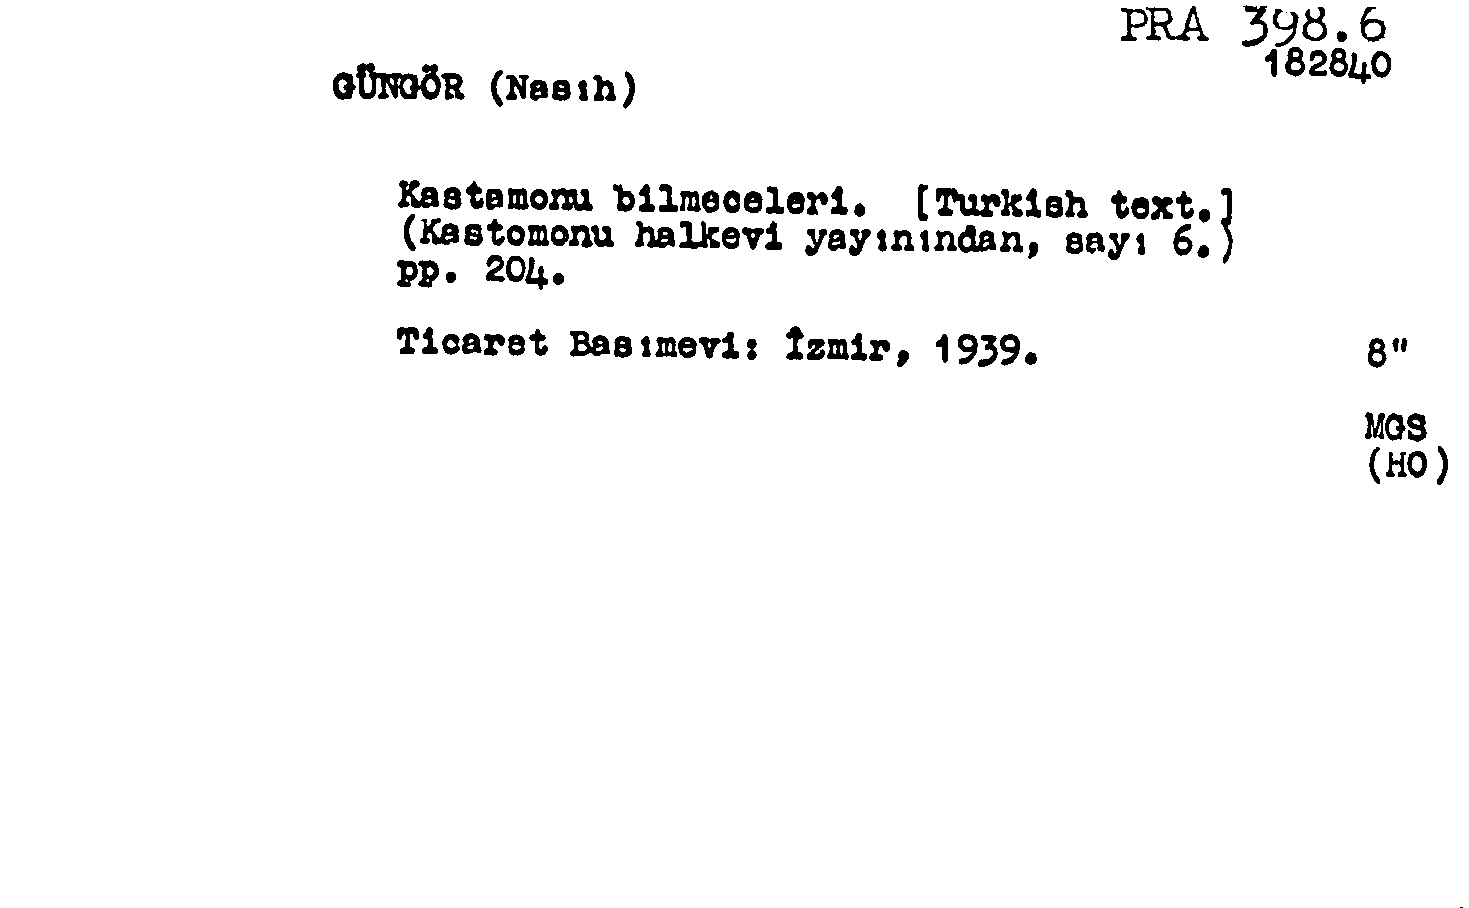 PRA 398.6
182840
GÜNGÖR (Nasıh)
Kastamonu bilmeceleri. [Turkish text.]
(Kastomonu halkevi yayınından, sayı 6.)
pp. 204.
Ticaret Basımevi: İzmir, 1939.
8"
MGS
(HO)